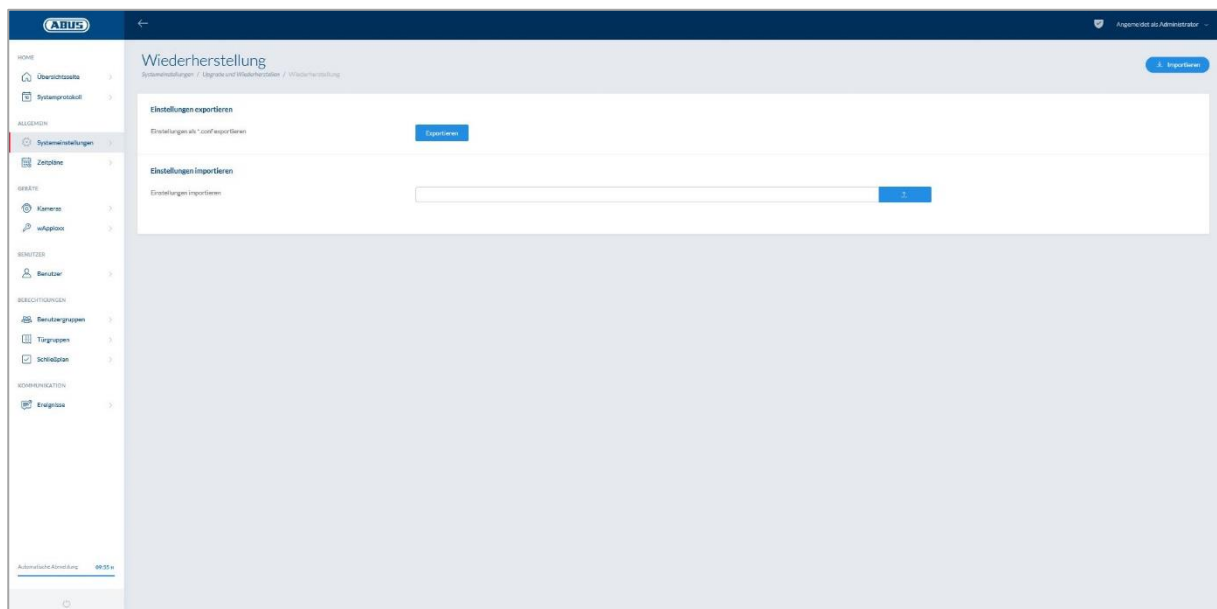 ABUS
Angemeldet als Administrator
HOME
Übersichtsseite
Systemprotokoll
ALLGEMEIN
Systemeinstellungen
Zeitpläne
GERÄTE
Kameras
wAppLoxx
BENUTZER
Benutzer
BERECHTIGUNGEN
Benutzergruppen
Türgruppen
Schließplan
KOMMUNIKATION
Ereignisse
Automatische Abmeldung 09:55
Wiederherstellung
Systemeinstellungen / Upgrade und Wiederherstellen / Wiederherstellung
Importieren
Einstellungen exportieren
Einstellungen als *.conf exportieren
Exportieren
Einstellungen importieren
Einstellungen importieren